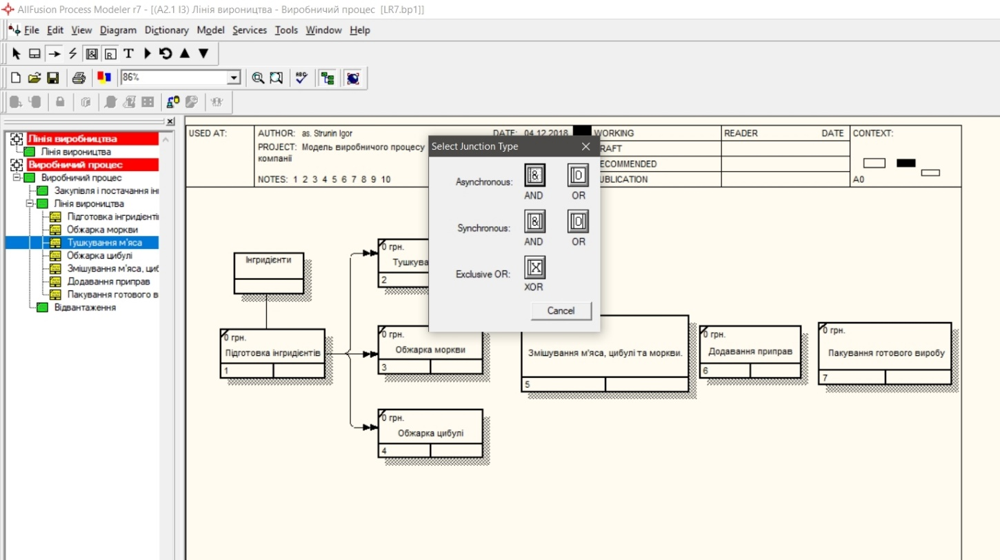 AllFusion Process Modeler r7 - [(A2.1 I3) Лінія вироництва - Виробничий процес [LR7.bp1]]
File Edit View Diagram Dictionary Model Services Tools Window Help
86%
Лінія виробництва
Лінія вироництва
Виробничий процес
Виробничий процес
Закупівля і постачання інг
Лінія вироництва
Підготовка інгридієнтів
Обжарка моркви
Тушкування м'яса
Обжарка цибулі
Змішування м'яса, циб
Додавання приправ
Пакування готового в
Відвантаження
USED AT:
AUTHOR: as. Strunin Igor
DATE: 04.12.2018
PROJECT: Модель виробничого процесу
компанії
NOTES: 1 2 3 4 5 6 7 8 9 10
WORKING
RAFT
ECOMMENDED
UBLICATION
READER DATE
CONTEXT:
A0
Select Junction Type
Asynchronous:
& O
AND OR
Synchronous:
& O
AND OR
Exclusive OR:
X
XOR
Cancel
Інгридієнти
0 грн.
Підготовка інгридієнтів
1
0 грн.
Тушкува
2
0 грн.
Обжарка моркви
3
0 грн.
Обжарка цибулі
4
Змішування м'яса, цибулі та моркви.
5
0 грн.
Додавання приправ
6
0 грн.
Пакування готового виробу
7